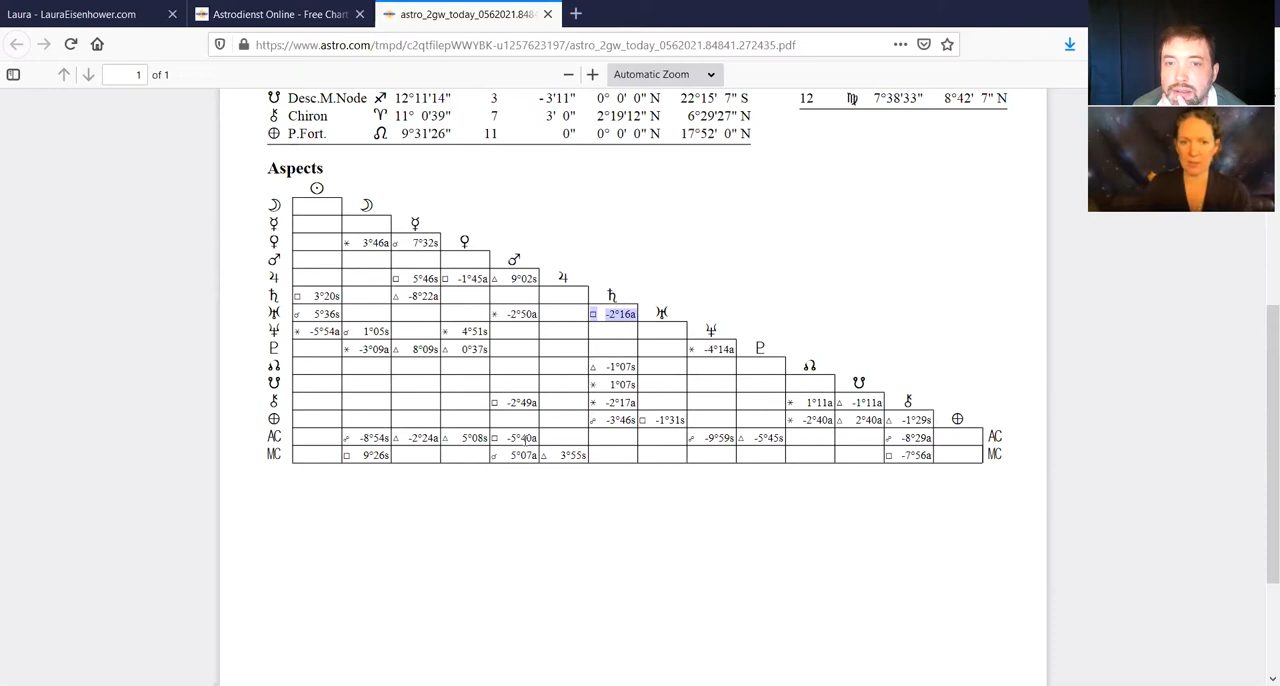 Laura - LauraEisenhower.com
Astrodienst Online - Free Chart
astro_2gw_today_0562021.848
https://www.astro.com/tmpd/c2qtfilepWWYBK-u1257623197/astro_2gw_today_0562021.84841.272435.pdf
1 of 1
Automatic Zoom
☋ Desc.M.Node ♐ 12°11'14" 3 -3'11" 0° 0' 0" N 22°15' 7" S
12 ♍ 7°38'33" 8°42' 7" N
⚷ Chiron ♈ 11° 0'39" 7 3' 0" 2°19'12" N 6°29'27" N
⊕ P.Fort. ♌ 9°31'26" 11 0" 0° 0' 0" N 17°52' 0" N
Aspects
☉
☽ ☽
☿ ☿
♀ ⚹ 3°46a ☌ 7°32s ♀
♂ ♂
♃ □ 5°46s □ -1°45a △ 9°02s ♃
♄ □ 3°20s △ -8°22a ♄
♅ ☌ 5°36s ⚹ -2°50a □ -2°16a ♅
♆ ⚹ -5°54a ☌ 1°05s ⚹ 4°51s ♆
♇ ⚹ -3°09a △ 8°09s △ 0°37s ⚹ -4°14a ♇
☊ △ -1°07s ☊
☋ ⚹ 1°07s ☋
⚷ □ -2°49a ⚹ -2°17a ⚹ 1°11a △ -1°11a ⚷
⊕ ☍ -3°46s □ -1°31s ⚹ -2°40a △ 2°40a △ -1°29s ⊕
AC ☍ -8°54s △ -2°24a △ 5°08s □ -5°40a ☍ -9°59s △ -5°45s ☍ -8°29a AC
MC □ 9°26s ☌ 5°07a △ 3°55s □ -7°56a MC